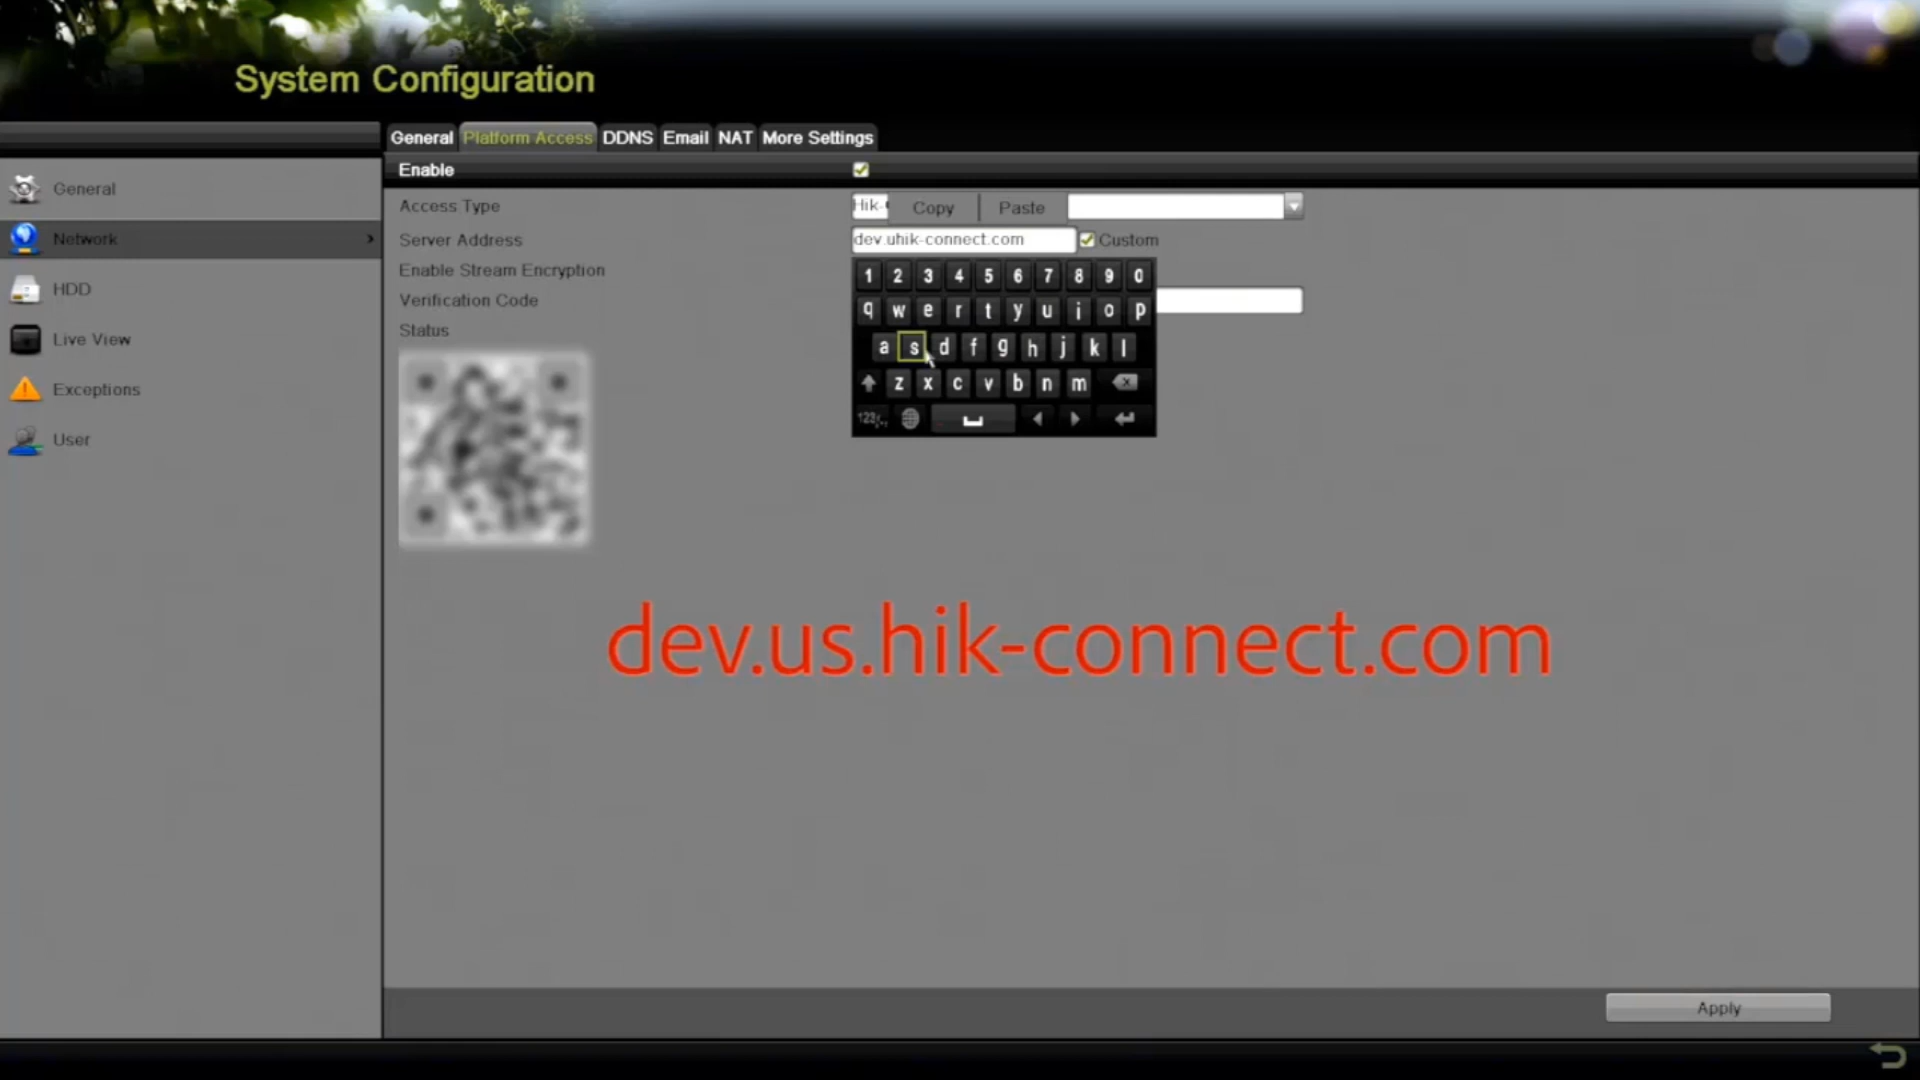 System Configuration
General Platform Access DDNS Email NAT More Settings
Enable
General
Network
HDD
Live View
Exceptions
User
Access Type Hik- Copy Paste
Server Address dev.uhik-connect.com Custom
Enable Stream Encryption
Verification Code
Status
1 2 3 4 5 6 7 8 9 0
q w e r t y u i o p
a s d f g h j k l
z x c v b n m
123
dev.us.hik-connect.com
Apply